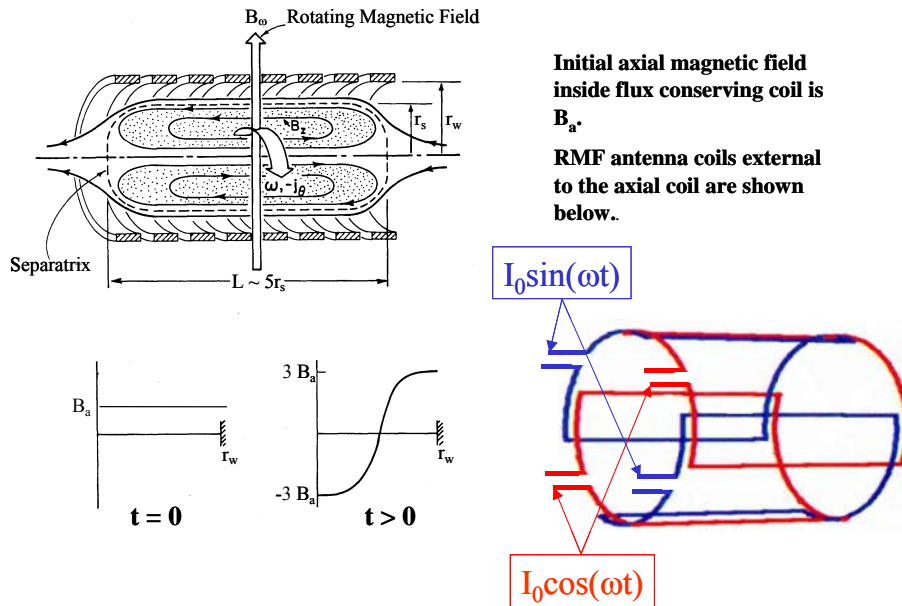 Bω
Rotating Magnetic Field
Bz
rs
rw
ω, -jθ
Separatrix
L ~ 5rs
Initial axial magnetic field
inside flux conserving coil is
Ba.
RMF antenna coils external
to the axial coil are shown
below..
I0sin(ωt)
Ba
rw
t = 0
3 Ba
-3 Ba
rw
t > 0
I0cos(ωt)